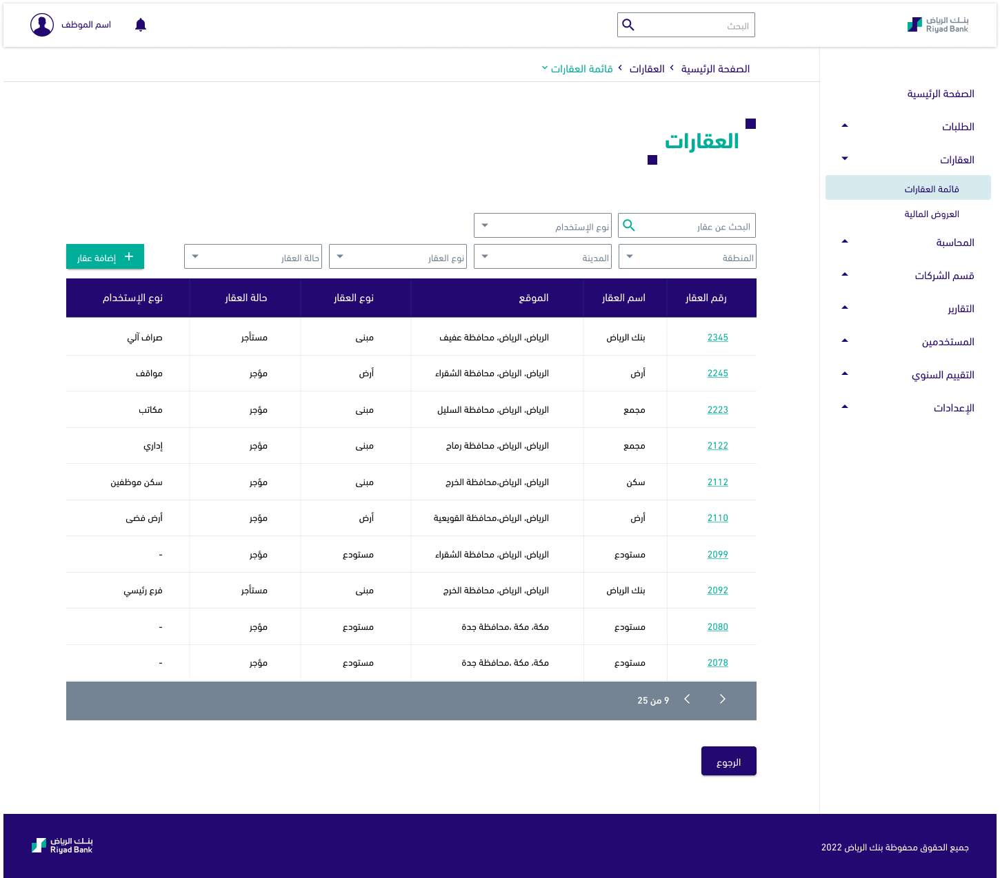 بنك الرياض
Riyad Bank
البحث
اسم الموظف
الصفحة الرئيسية
الطلبات
العقارات
قائمة العقارات
العروض المالية
المحاسبة
قسم الشركات
التقارير
المستخدمين
التقييم السنوي
الإعدادات
الصفحة الرئيسية › العقارات › قائمة العقارات
العقارات
البحث عن عقار نوع الإستخدام
المنطقة المدينة نوع العقار حالة العقار + إضافة عقار
رقم العقار اسم العقار الموقع نوع العقار حالة العقار نوع الإستخدام
2345 بنك الرياض الرياض، الرياض، محافظة عفيف مبنى مستأجر صراف آلي
2245 أرض الرياض، الرياض، محافظة الشقراء أرض مؤجر مواقف
2223 مجمع الرياض، الرياض، محافظة السليل مبنى مؤجر مكاتب
2122 مجمع الرياض، الرياض، محافظة رماح مبنى مؤجر إداري
2112 سكن الرياض، الرياض،محافظة الخرج مبنى مؤجر سكن موظفين
2110 أرض الرياض، الرياض،محافظة القويعية أرض مؤجر أرض فضى
2099 مستودع الرياض، الرياض، محافظة الشقراء مستودع مؤجر -
2092 بنك الرياض الرياض، الرياض، محافظة الخرج مبنى مستأجر فرع رئيسي
2080 مستودع مكة، مكة ،محافظة جدة مستودع مؤجر -
2078 مستودع مكة، مكة ،محافظة جدة مستودع مؤجر -
9 من 25
الرجوع
جميع الحقوق محفوظة بنك الرياض 2022
بنك الرياض
Riyad Bank